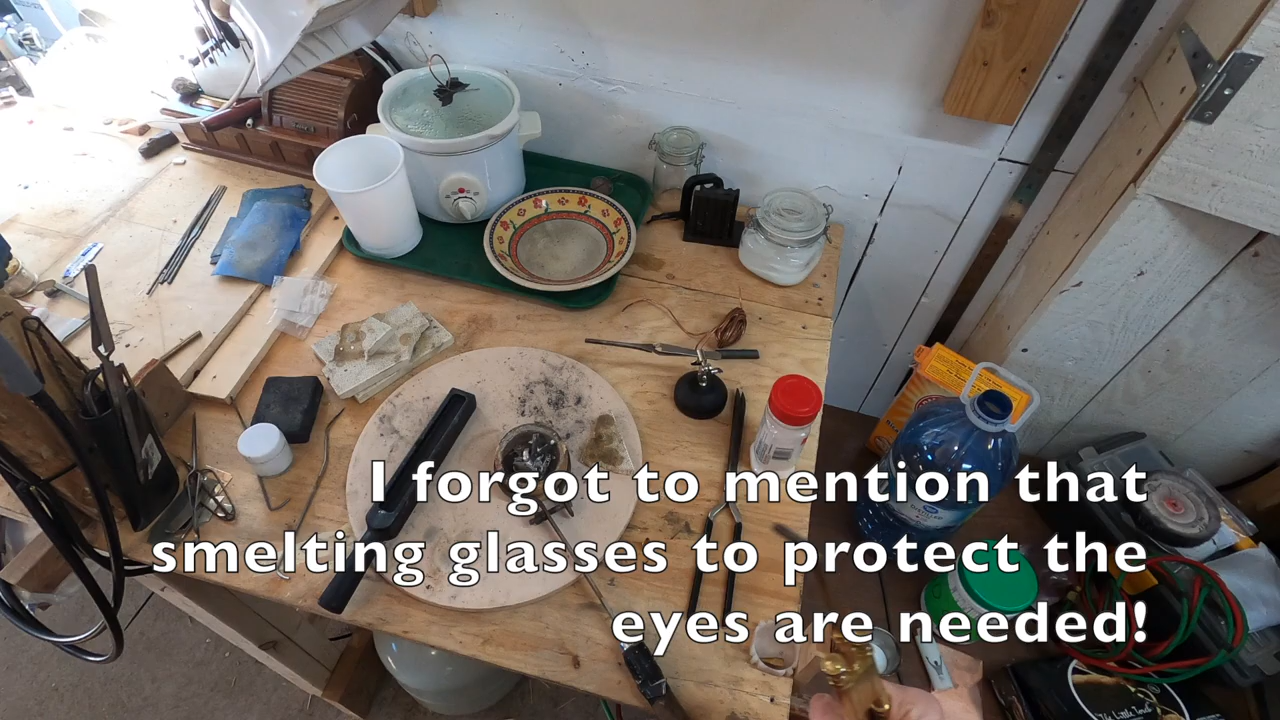 I forgot to mention that
smelting glasses to protect the
eyes are needed!